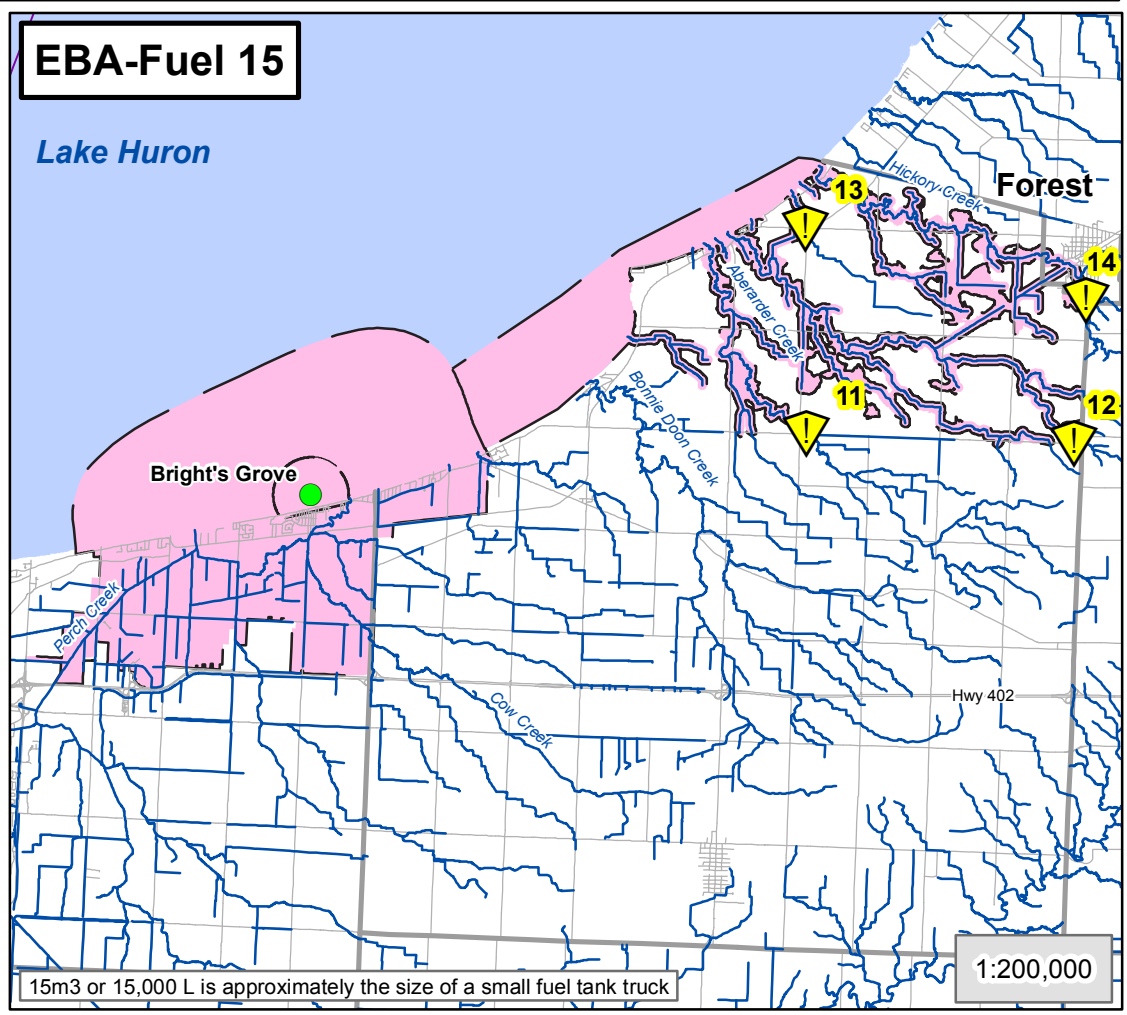 EBA-Fuel 15
Lake Huron
Hickory Creek
Forest
13
14
Aberarder Creek
11
12
Bonnie Doon Creek
Bright's Grove
Perch Creek
Cow Creek
Hwy 402
1:200,000
15m3 or 15,000 L is approximately the size of a small fuel tank truck
!
!
!
!